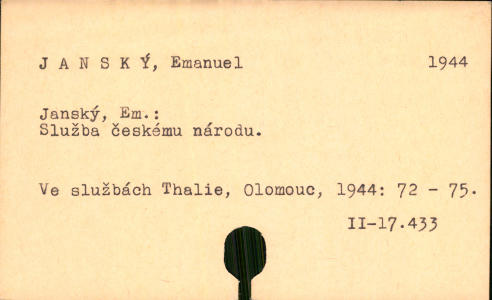 J A N S K Ý, Emanuel 1944
Janský, Em.:
Služba českému národu.
Ve službách Thalie, Olomouc, 1944: 72 - 75.
II-17.433